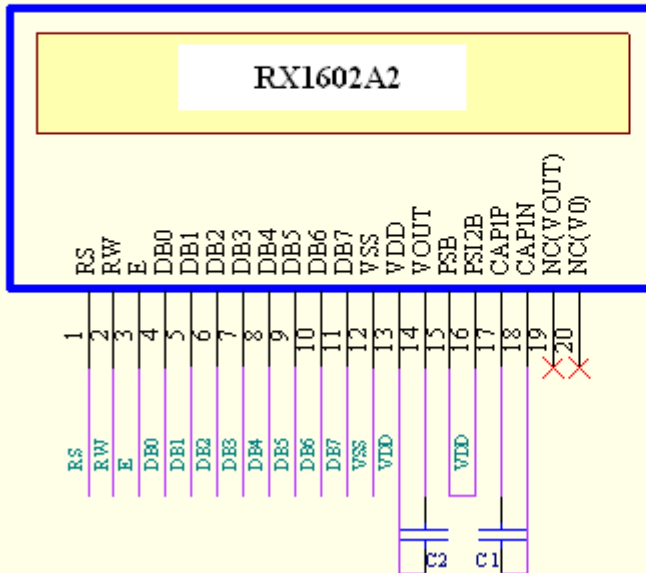 RX1602A2
RS
RW
E
DB0
DB1
DB2
DB3
DB4
DB5
DB6
DB7
VSS
VDD
VOUT
PSB
PSI2B
CAP1P
CAP1N
NC(VOUT)
NC(V0)
1
2
3
4
5
6
7
8
9
10
11
12
13
14
15
16
17
18
19
20
RS
RW
E
DB0
DB1
DB2
DB3
DB4
DB5
DB6
DB7
VSS
VDD
VDD
C2
C1